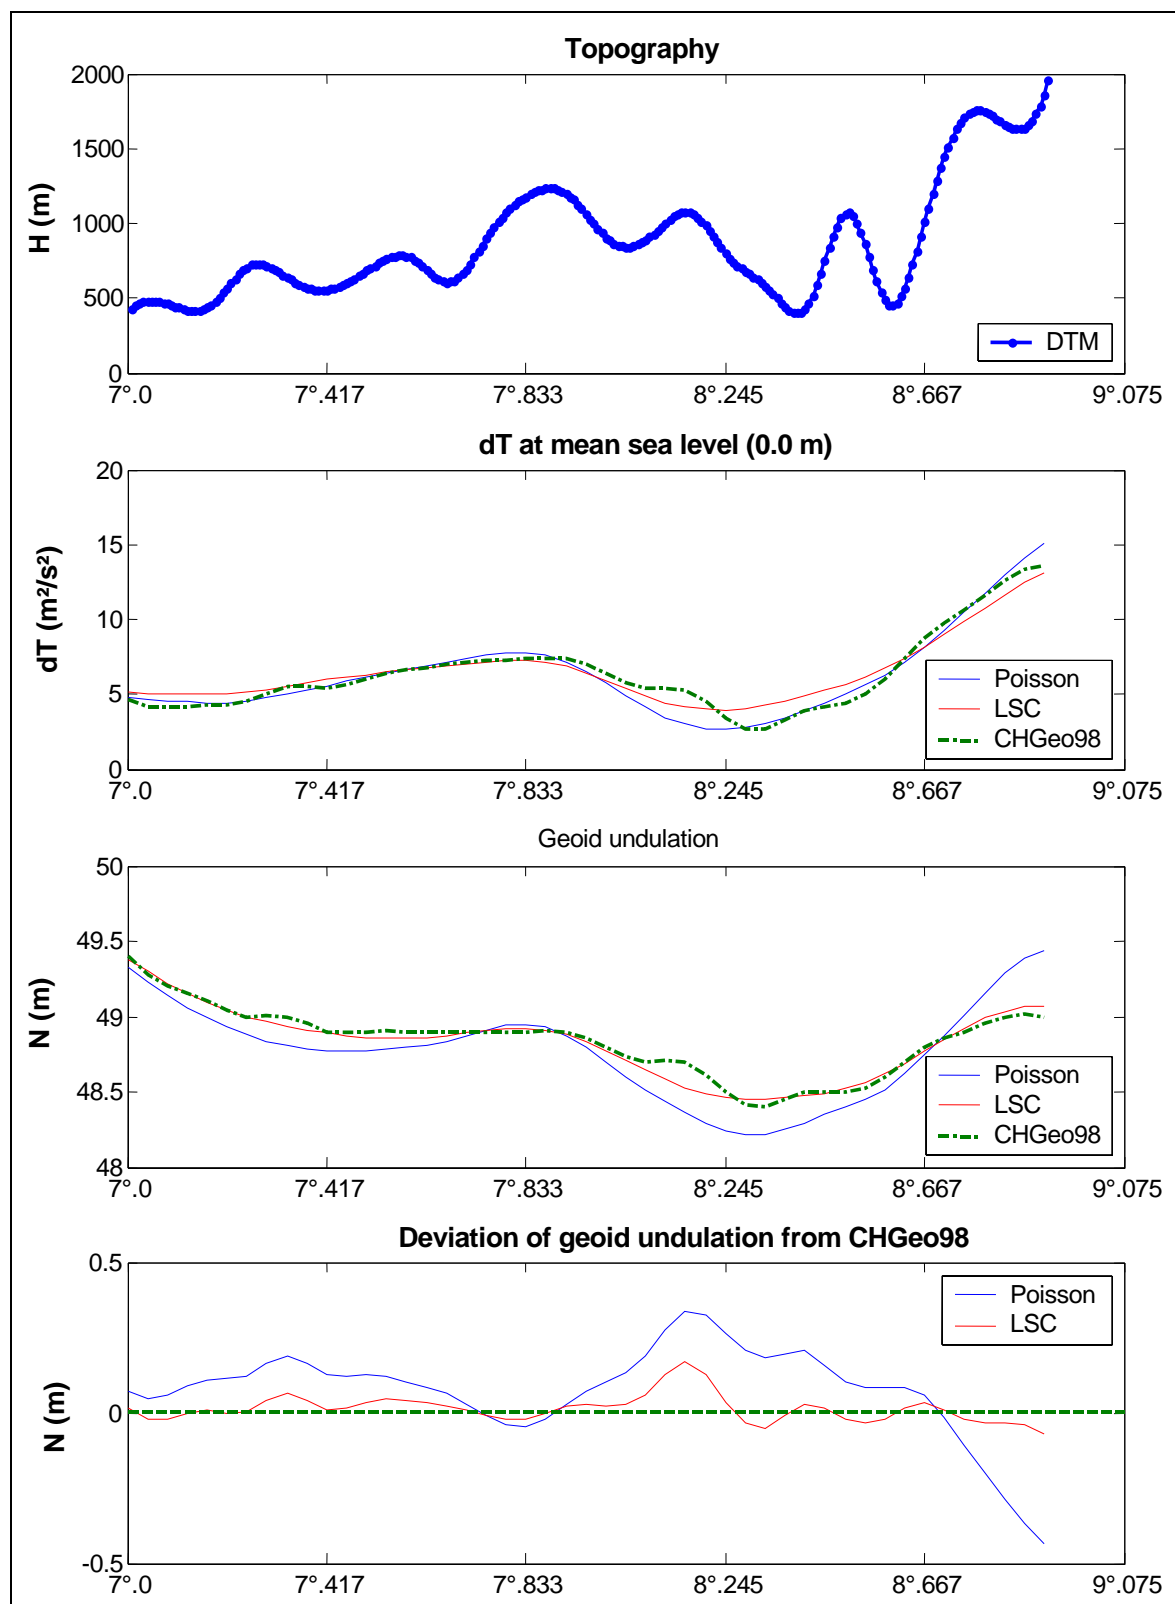 Topography
2000
1500
1000
500
0
H (m)
DTM
7°.0 7°.417 7°.833 8°.245 8°.667 9°.075
dT at mean sea level (0.0 m)
20
15
10
5
0
dT (m²/s²)
Poisson
LSC
CHGeo98
7°.0 7°.417 7°.833 8°.245 8°.667 9°.075
Geoid undulation
50
49.5
49
48.5
48
N (m)
Poisson
LSC
CHGeo98
7°.0 7°.417 7°.833 8°.245 8°.667 9°.075
Deviation of geoid undulation from CHGeo98
0.5
0
-0.5
N (m)
Poisson
LSC
7°.0 7°.417 7°.833 8°.245 8°.667 9°.075